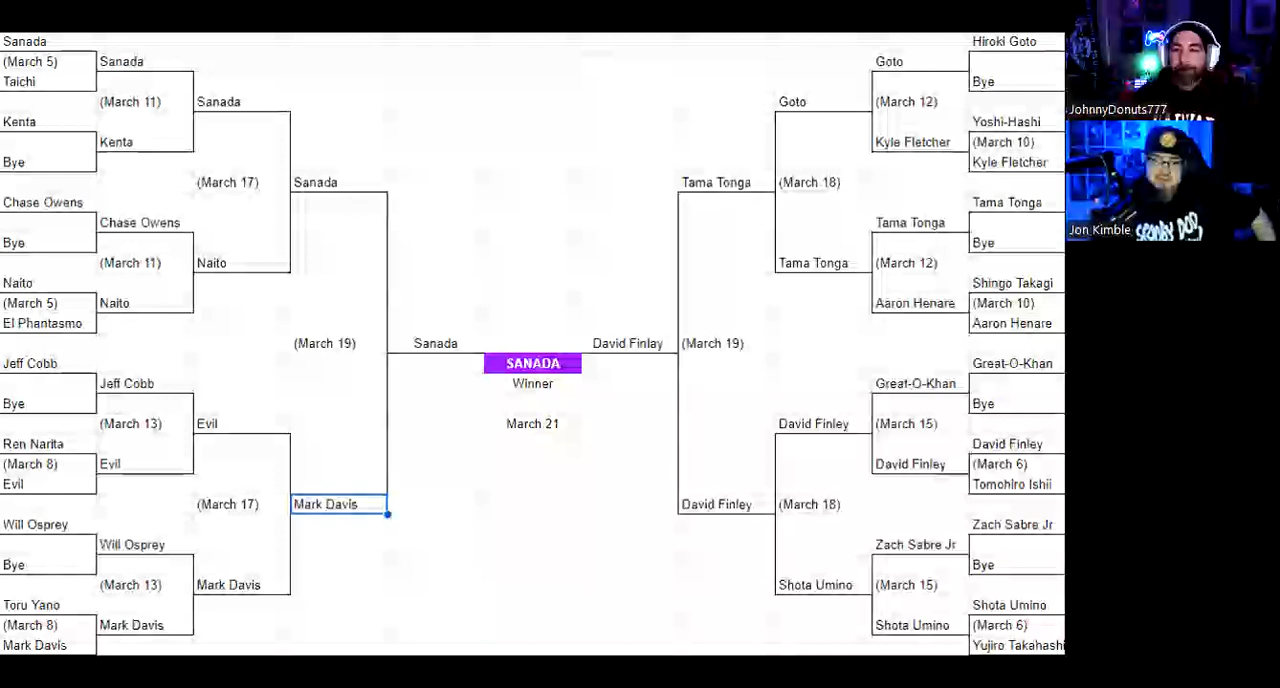 Sanada
(March 5)
Taichi
Kenta
Bye
Chase Owens
Bye
Naito
(March 5)
El Phantasmo
Jeff Cobb
Bye
Ren Narita
(March 8)
Evil
Will Osprey
Bye
Toru Yano
(March 8)
Mark Davis
Sanada
(March 11)
Kenta
Chase Owens
(March 11)
Naito
Jeff Cobb
(March 13)
Evil
Will Osprey
(March 13)
Mark Davis
Sanada
(March 17)
Naito
Evil
(March 17)
Mark Davis
Sanada
(March 19)
Mark Davis
Sanada
SANADA
Winner
March 21
David Finlay
Tama Tonga
(March 19)
David Finley
Goto
(March 18)
Tama Tonga
David Finley
(March 18)
Shota Umino
Goto
(March 12)
Kyle Fletcher
Tama Tonga
(March 12)
Aaron Henare
Great-O-Khan
(March 15)
David Finley
Zach Sabre Jr
(March 15)
Shota Umino
Hiroki Goto
Bye
Yoshi-Hashi
(March 10)
Kyle Fletcher
Tama Tonga
Bye
Shingo Takagi
(March 10)
Aaron Henare
Great-O-Khan
Bye
David Finley
(March 6)
Tomohiro Ishii
Zach Sabre Jr
Bye
Shota Umino
(March 6)
Yujiro Takahashi
JohnnyDonuts777
Jon Kimble